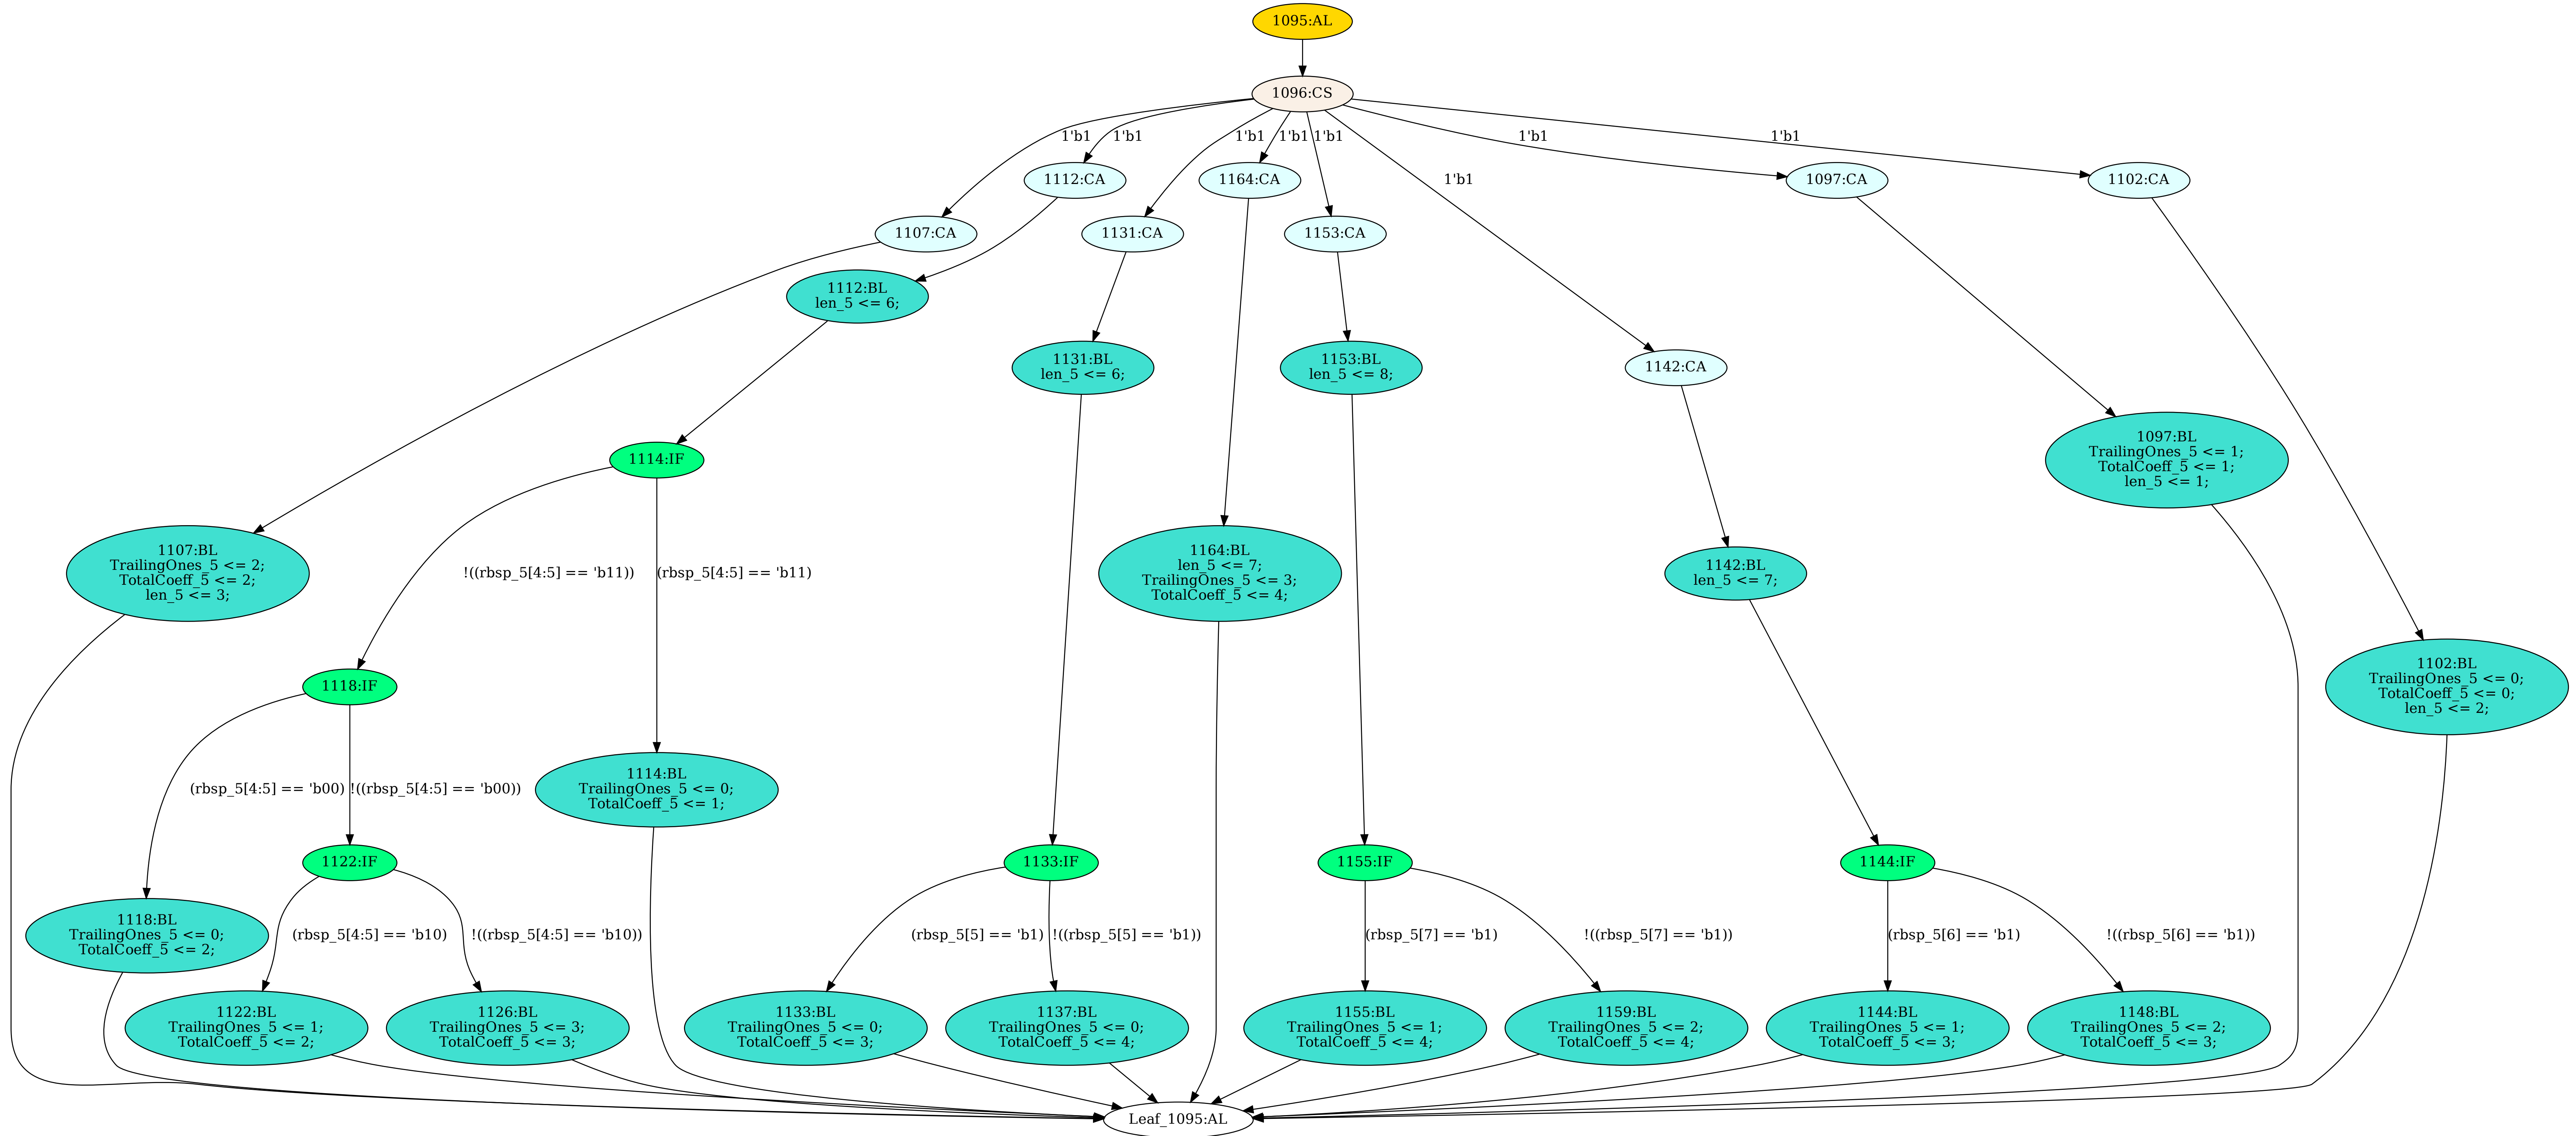 1095:AL
1096:CS
1'b1
1'b1
1'b1
1'b1
1'b1
1'b1
1'b1
1'b1
1112:CA
1164:CA
1097:CA
1102:CA
1107:CA
1131:CA
1153:CA
1112:BL
len_5 <= 6;
1131:BL
len_5 <= 6;
1153:BL
len_5 <= 8;
1142:CA
1114:IF
1097:BL
TrailingOnes_5 <= 1;
TotalCoeff_5 <= 1;
len_5 <= 1;
1107:BL
TrailingOnes_5 <= 2;
TotalCoeff_5 <= 2;
len_5 <= 3;
!((rbsp_5[4:5] == 'b11))
(rbsp_5[4:5] == 'b11)
1164:BL
len_5 <= 7;
TrailingOnes_5 <= 3;
TotalCoeff_5 <= 4;
1142:BL
len_5 <= 7;
1118:IF
1102:BL
TrailingOnes_5 <= 0;
TotalCoeff_5 <= 0;
len_5 <= 2;
(rbsp_5[4:5] == 'b00)
!((rbsp_5[4:5] == 'b00))
1114:BL
TrailingOnes_5 <= 0;
TotalCoeff_5 <= 1;
1122:IF
1133:IF
1155:IF
1144:IF
1118:BL
TrailingOnes_5 <= 0;
TotalCoeff_5 <= 2;
(rbsp_5[4:5] == 'b10)
!((rbsp_5[4:5] == 'b10))
(rbsp_5[5] == 'b1)
!((rbsp_5[5] == 'b1))
(rbsp_5[7] == 'b1)
!((rbsp_5[7] == 'b1))
(rbsp_5[6] == 'b1)
!((rbsp_5[6] == 'b1))
1122:BL
TrailingOnes_5 <= 1;
TotalCoeff_5 <= 2;
1126:BL
TrailingOnes_5 <= 3;
TotalCoeff_5 <= 3;
1133:BL
TrailingOnes_5 <= 0;
TotalCoeff_5 <= 3;
1137:BL
TrailingOnes_5 <= 0;
TotalCoeff_5 <= 4;
1155:BL
TrailingOnes_5 <= 1;
TotalCoeff_5 <= 4;
1159:BL
TrailingOnes_5 <= 2;
TotalCoeff_5 <= 4;
1144:BL
TrailingOnes_5 <= 1;
TotalCoeff_5 <= 3;
1148:BL
TrailingOnes_5 <= 2;
TotalCoeff_5 <= 3;
Leaf_1095:AL